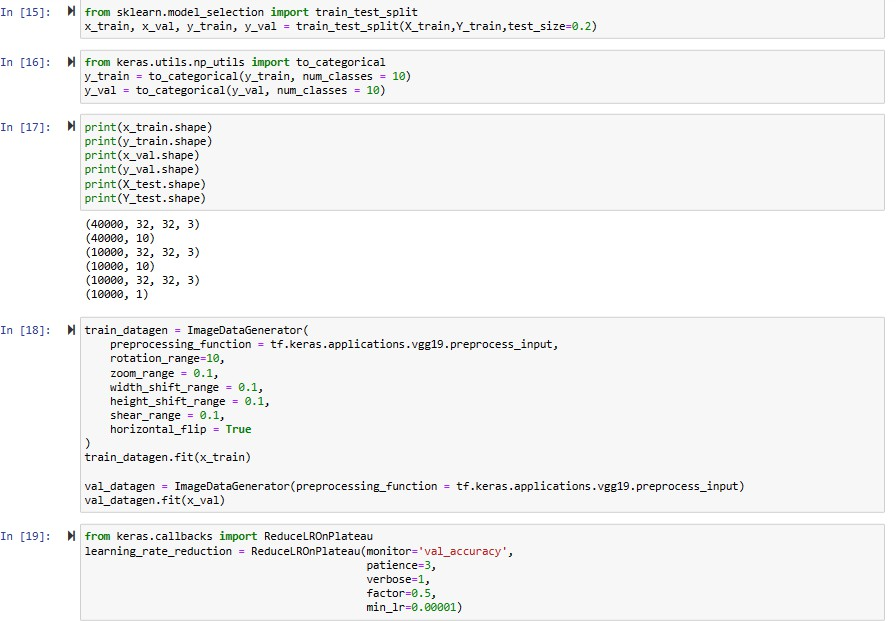 In [15]: from sklearn.model_selection import train_test_split
x_train, x_val, y_train, y_val = train_test_split(X_train,Y_train,test_size=0.2)
In [16]: from keras.utils.np_utils import to_categorical
y_train = to_categorical(y_train, num_classes = 10)
y_val = to_categorical(y_val, num_classes = 10)
In [17]: print(x_train.shape)
print(y_train.shape)
print(x_val.shape)
print(y_val.shape)
print(X_test.shape)
print(Y_test.shape)
(40000, 32, 32, 3)
(40000, 10)
(10000, 32, 32, 3)
(10000, 10)
(10000, 32, 32, 3)
(10000, 1)
In [18]: train_datagen = ImageDataGenerator(
preprocessing_function = tf.keras.applications.vgg19.preprocess_input,
rotation_range=10,
zoom_range = 0.1,
width_shift_range = 0.1,
height_shift_range = 0.1,
shear_range = 0.1,
horizontal_flip = True
)
train_datagen.fit(x_train)
val_datagen = ImageDataGenerator(preprocessing_function = tf.keras.applications.vgg19.preprocess_input)
val_datagen.fit(x_val)
In [19]: from keras.callbacks import ReduceLROnPlateau
learning_rate_reduction = ReduceLROnPlateau(monitor='val_accuracy',
patience=3,
verbose=1,
factor=0.5,
min_lr=0.00001)